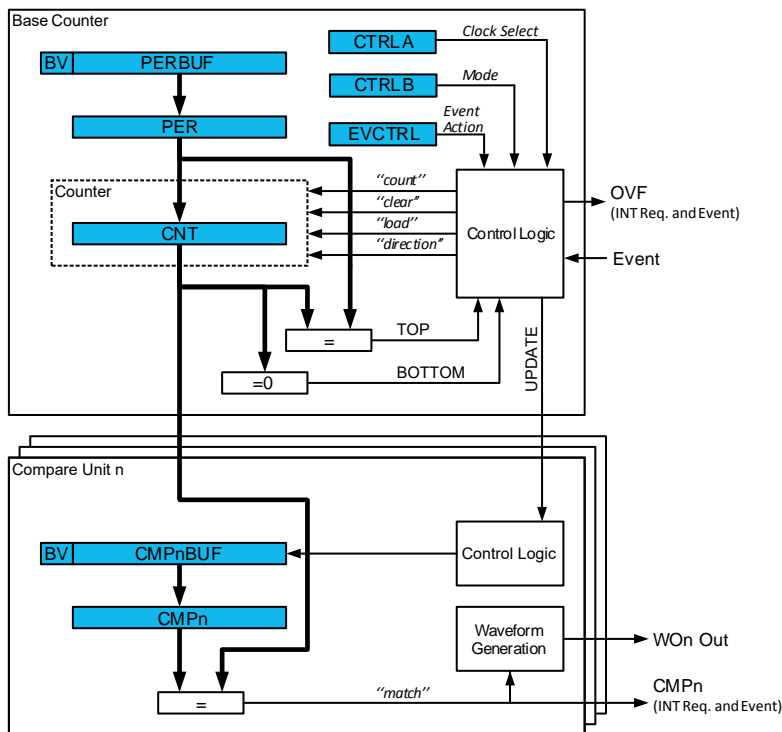 Base Counter
BV
PERBUF
PER
CTRLA
Clock Select
CTRLB
Mode
EVCTRL
Event
Action
Counter
CNT
"count"
"clear"
"load"
"direction"
Control Logic
OVF
(INT Req. and Event)
Event
=
TOP
=0
BOTTOM
UPDATE
Compare Unit n
BV
CMPnBUF
Control Logic
CMPn
Waveform
Generation
WOn Out
=
"match"
CMPn
(INT Req. and Event)